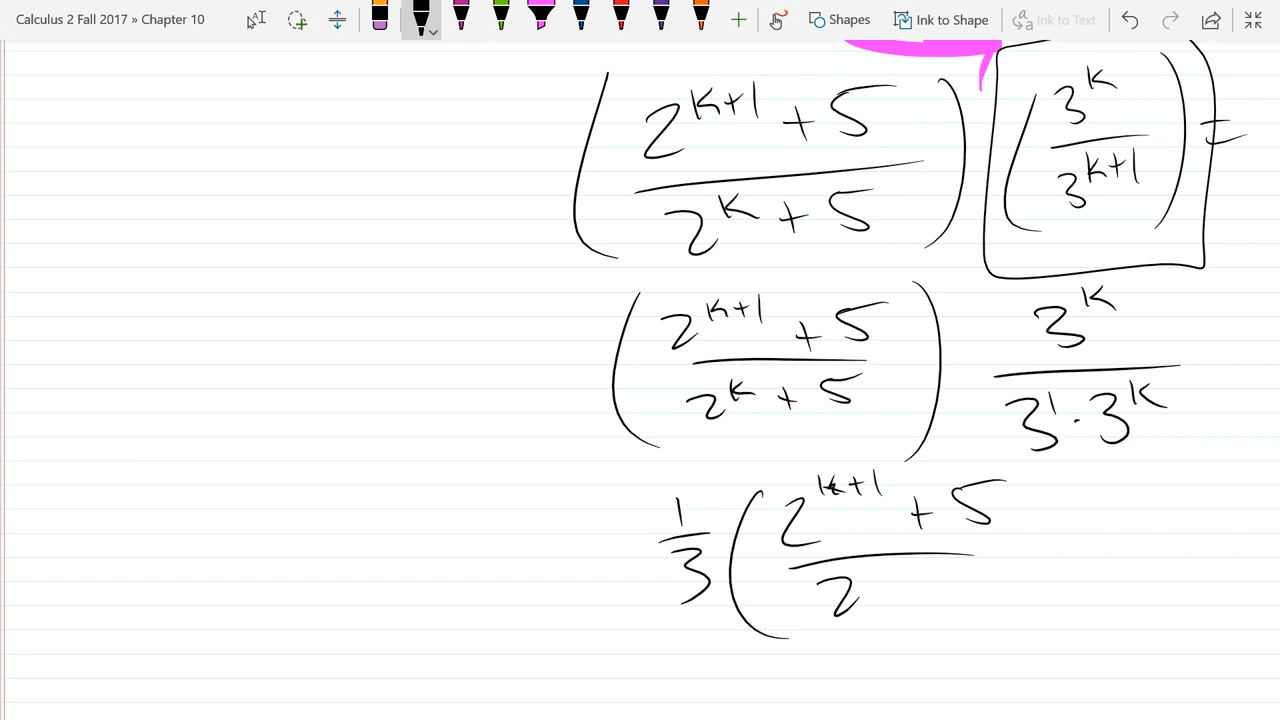 Calculus 2 Fall 2017 » Chapter 10 Shapes Ink to Shape Ink to Text
(2^{k+1} + 5 / 2^k + 5) (3^k / 3^{k+1}) =
(2^{k+1} + 5 / 2^k + 5) 3^k / 3^1 · 3^k
1/3 (2^{k+1} + 5 / 2